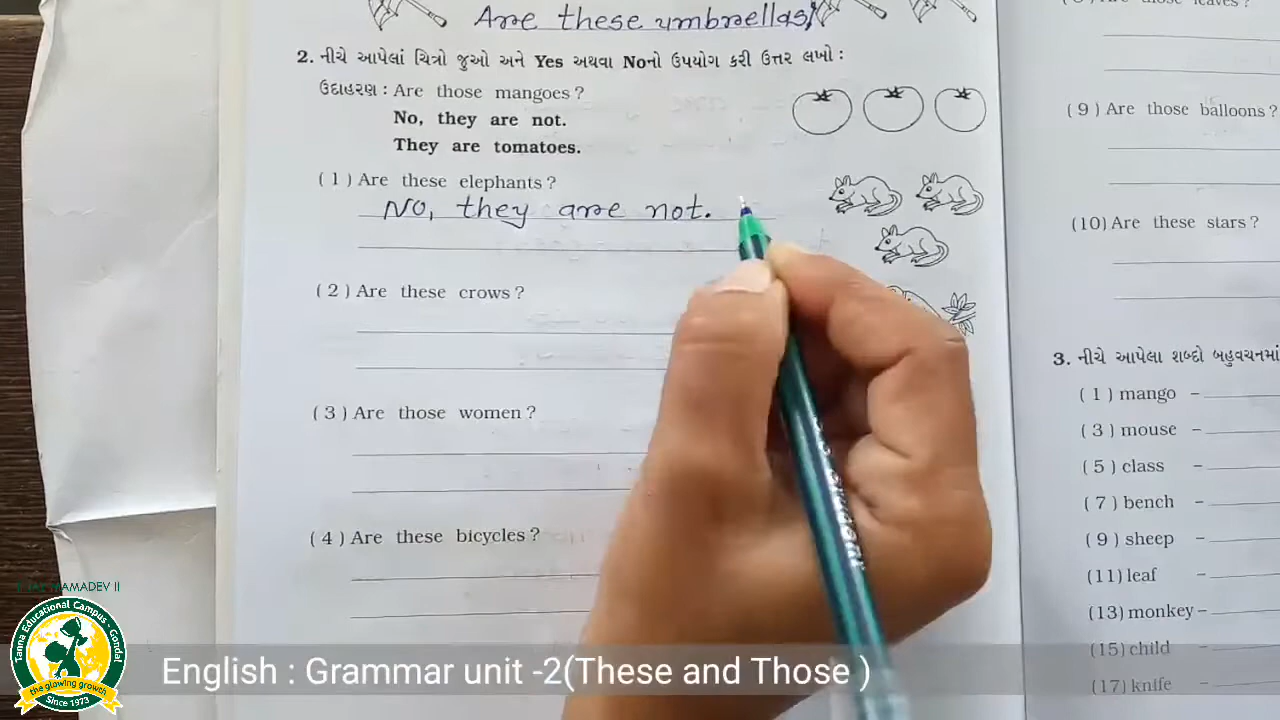 Are these umbrellas?
2. નીચે આપેલાં ચિત્રો જુઓ અને Yes અથવા Noનો ઉપયોગ કરી ઉત્તર લખો :
ઉદાહરણ : Are those mangoes ?
No, they are not.
They are tomatoes.
( 1 ) Are these elephants ?
NO, they are not.
( 2 ) Are these crows ?
( 3 ) Are those women ?
( 4 ) Are these bicycles ?
( 9 ) Are those balloons ?
(10) Are these stars ?
3. નીચે આપેલા શબ્દો બહુવચનમાં
( 1 ) mango –
( 3 ) mouse –
( 5 ) class –
( 7 ) bench –
( 9 ) sheep –
(11) leaf –
(13) monkey –
(15) child –
(17) knife –
Tanna Educational Campus - Gondal
the glowing growth
Since 1973
English : Grammar unit -2(These and Those )